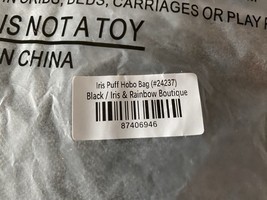 IN CRIBS, BEDS, CARRIAGES OR PLAY
IS NOT A TOY
IN CHINA
Iris Puff Hobo Bag (#24237)
Black / Iris & Rainbow Boutique
87406946